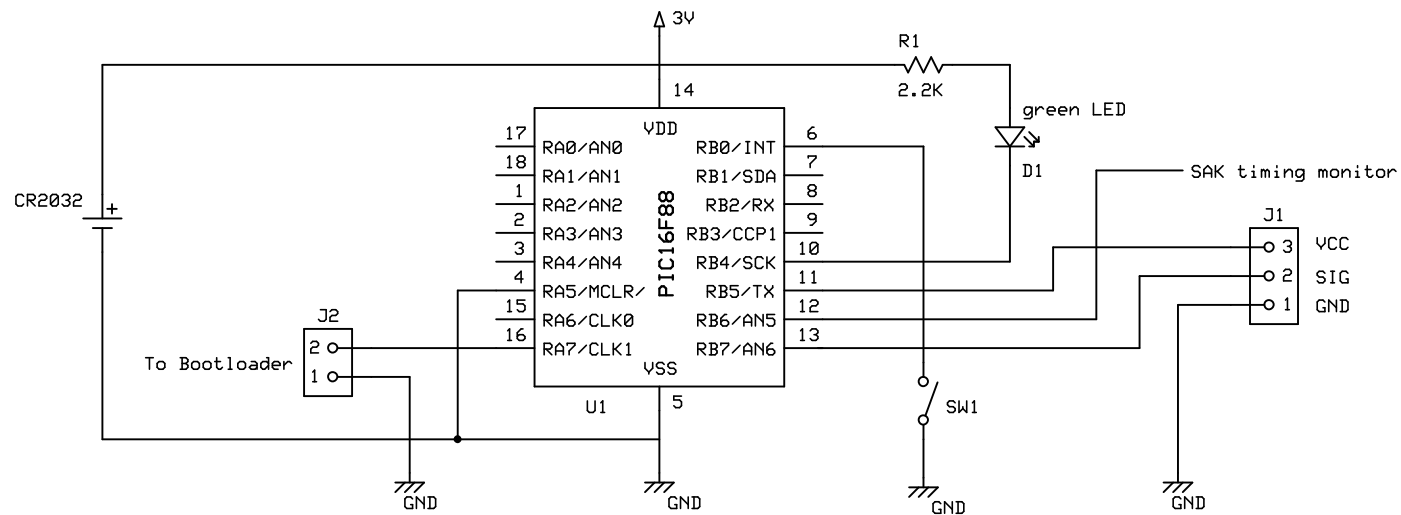 3V
R1
2.2K
green LED
D1
14
VDD
17 RA0/AN0
18 RA1/AN1
1 RA2/AN2
2 RA3/AN3
3 RA4/AN4
4 RA5/MCLR/
15 RA6/CLK0
16 RA7/CLK1
PIC16F88
RB0/INT 6
RB1/SDA 7
RB2/RX 8
RB3/CCP1 9
RB4/SCK 10
RB5/TX 11
RB6/AN5 12
RB7/AN6 13
VSS
5
U1
CR2032
+
SAK timing monitor
J1
3 VCC
2 SIG
1 GND
J2
2
1
To Bootloader
SW1
GND
GND
GND
GND